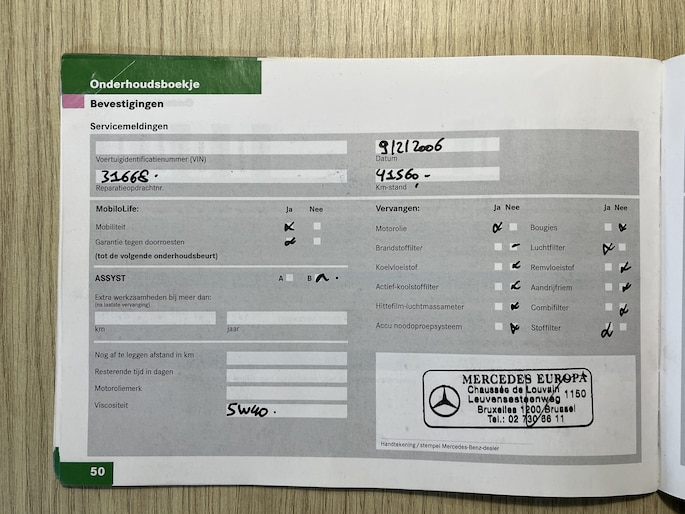 Onderhoudsboekje
Bevestigingen
Servicemeldingen
Voertuigidentificatienummer (VIN)
9/2/2006
Datum
31668.
Reparatieopdrachtnr.
41560-
Km-stand
MobiloLife: Ja Nee
Mobiliteit
Garantie tegen doorroesten
(tot de volgende onderhoudsbeurt)
ASSYST A B
Extra werkzaamheden bij meer dan:
(na laatste vervanging)
km jaar
Nog af te leggen afstand in km
Resterende tijd in dagen
Motoroliemerk
Viscositeit 5W40.
Vervangen: Ja Nee Ja Nee
Motorolie Bougies
Brandstoffilter Luchtfilter
Koelvloeistof Remvloeistof
Actief-koolstoffilter Aandrijfriem
Hittefilm-luchtmassameter Combifilter
Accu noodoproepsysteem Stoffilter
MERCEDES EUROPA
Chaussée de Louvain 1150
Leuvensesteenweg
Bruxelles 1200 Brussel
Tel.: 02 730 66 11
Handtekening / stempel Mercedes-Benz-dealer
50